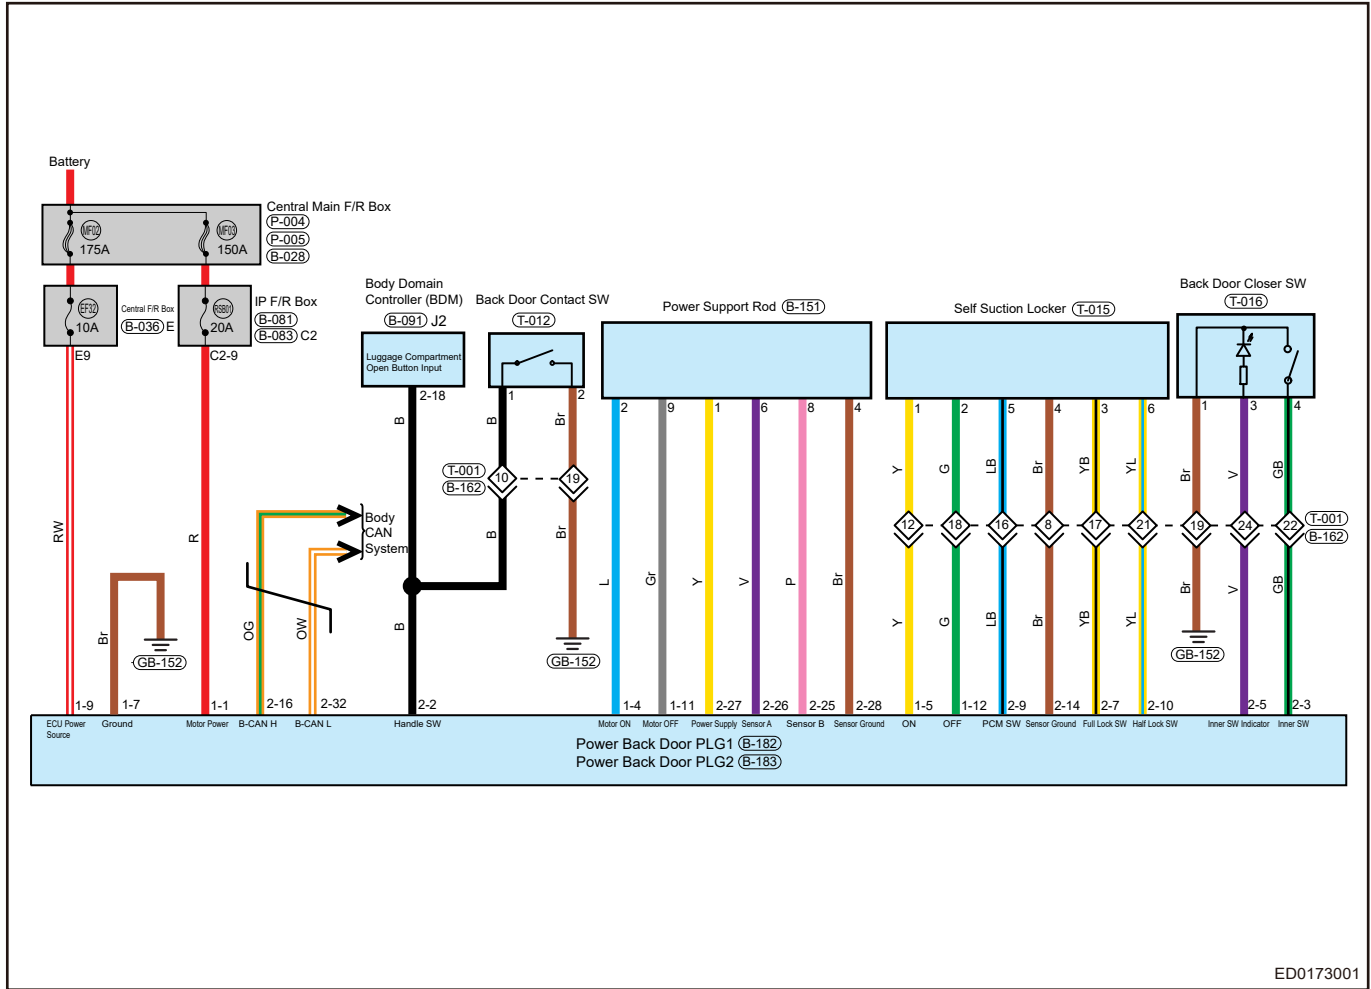 Battery
Central Main F/R Box
P-004
P-005
B-028
MF02
175A
MF03
150A
EF32
10A
Central F/R Box
B-036 E
RSB01
20A
IP F/R Box
B-081
B-083 C2
E9
C2-9
Body Domain
Controller (BDM)
B-091 J2
Luggage Compartment
Open Button Input
2-18
Back Door Contact SW
T-012
1
2
Power Support Rod B-151
2
9
1
6
8
4
Self Suction Locker T-015
1
2
5
4
3
6
Back Door Closer SW
T-016
1
3
4
B
B
Br
Y
G
LB
Br
YB
YL
Br
V
GB
T-001
B-162
10
19
12
18
16
8
17
21
19
24
22
T-001
B-162
Body
CAN
System
RW
R
B
Br
L
Gr
Y
V
P
Br
Br
V
GB
Br
OG
OW
B
Y
G
LB
Br
YB
YL
GB-152
GB-152
GB-152
1-9
1-7
1-1
2-16
2-32
2-2
1-4
1-11
2-27
2-26
2-25
2-28
1-5
1-12
2-9
2-14
2-7
2-10
2-5
2-3
ECU Power
Source
Ground
Motor Power
B-CAN H
B-CAN L
Handle SW
Motor ON
Motor OFF
Power Supply
Sensor A
Sensor B
Sensor Ground
ON
OFF
PCM SW
Sensor Ground
Full Lock SW
Half Lock SW
Inner SW Indicator
Inner SW
Power Back Door PLG1 B-182
Power Back Door PLG2 B-183
ED0173001